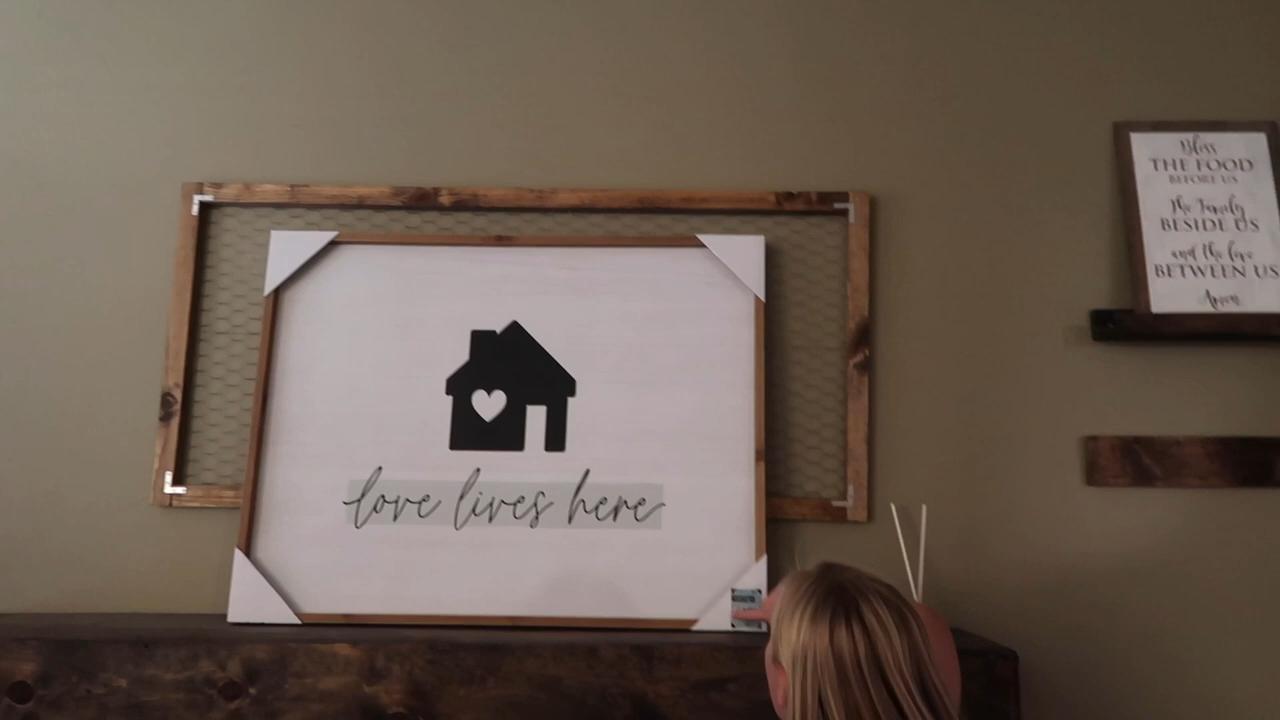 love lives here
Bless
THE FOOD
BEFORE US
The Family
BESIDE US
and the love
BETWEEN US
Amen